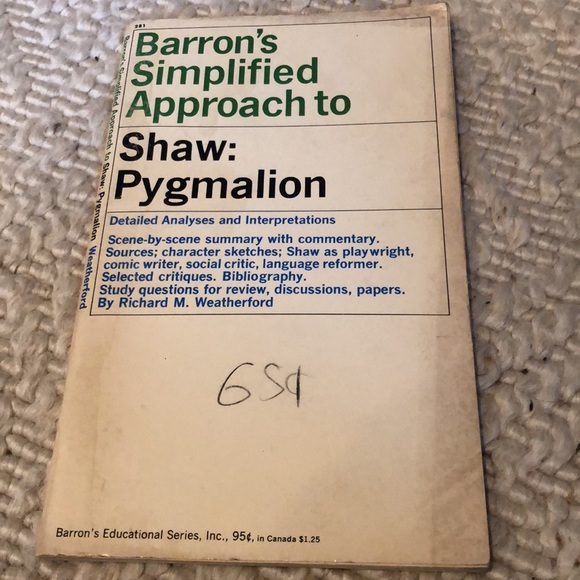 281
Barron's
Simplified
Approach to
Shaw:
Pygmalion
Detailed Analyses and Interpretations
Scene-by-scene summary with commentary.
Sources; character sketches; Shaw as playwright,
comic writer, social critic, language reformer.
Selected critiques. Bibliography.
Study questions for review, discussions, papers.
By Richard M. Weatherford
65¢
Barron's Educational Series, Inc., 95¢, in Canada $1.25
Barron's Simplified Approach to Shaw: Pygmalion Weatherford